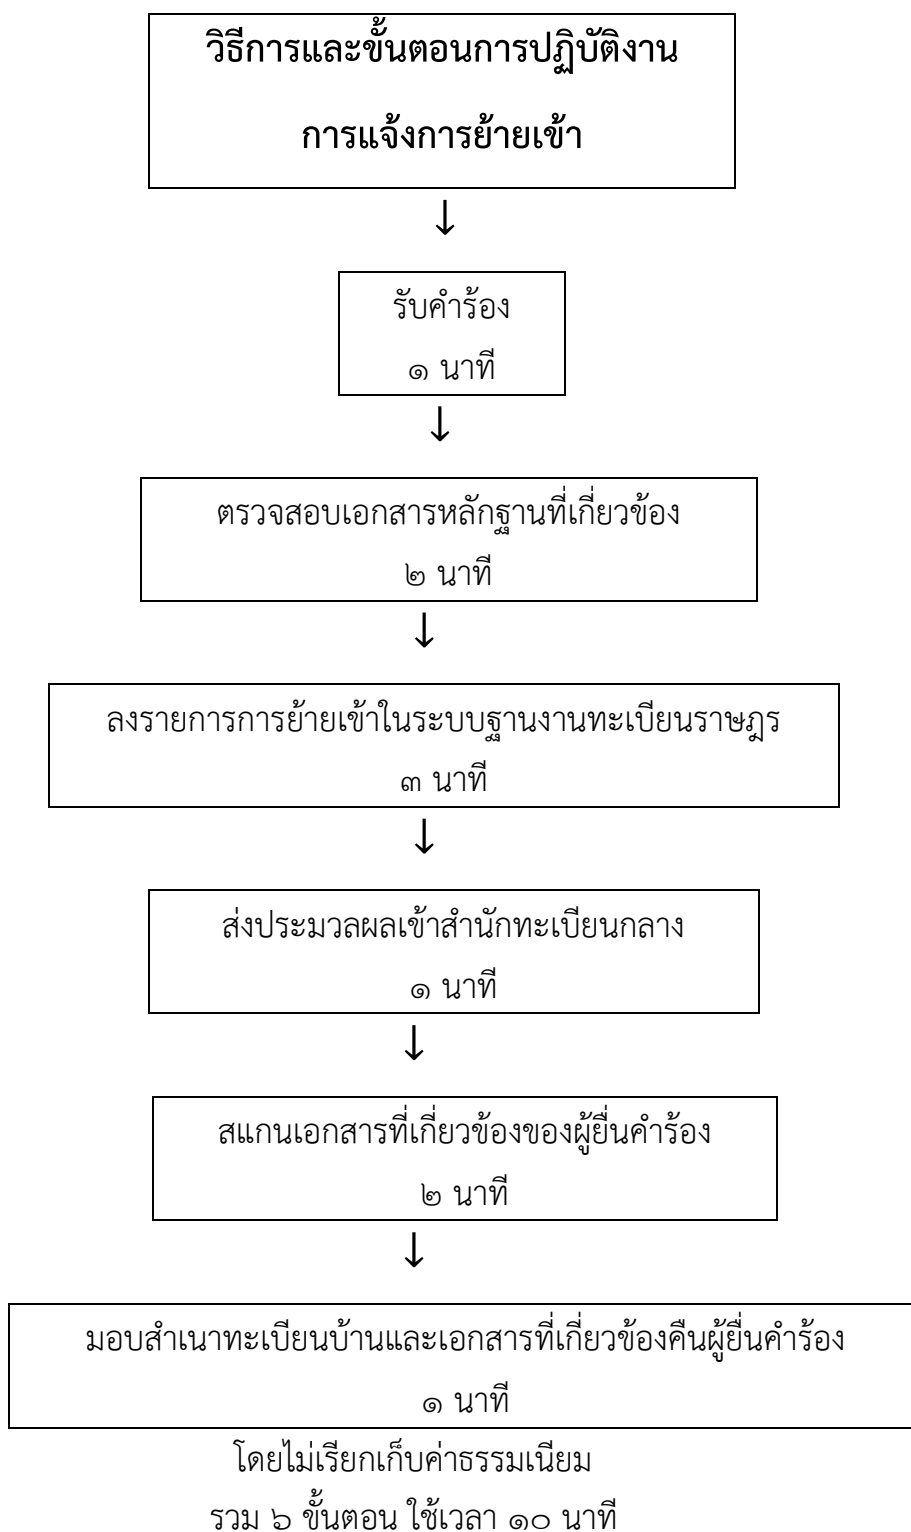 วิธีการและขั้นตอนการปฏิบัติงาน
การแจ้งการย้ายเข้า
↓
รับคำร้อง
๑ นาที
↓
ตรวจสอบเอกสารหลักฐานที่เกี่ยวข้อง
๒ นาที
↓
ลงรายการการย้ายเข้าในระบบฐานงานทะเบียนราษฎร
๓ นาที
↓
ส่งประมวลผลเข้าสำนักทะเบียนกลาง
๑ นาที
↓
สแกนเอกสารที่เกี่ยวข้องของผู้ยื่นคำร้อง
๒ นาที
↓
มอบสำเนาทะเบียนบ้านและเอกสารที่เกี่ยวข้องคืนผู้ยื่นคำร้อง
๑ นาที
โดยไม่เรียกเก็บค่าธรรมเนียม
รวม ๖ ขั้นตอน ใช้เวลา ๑๐ นาที